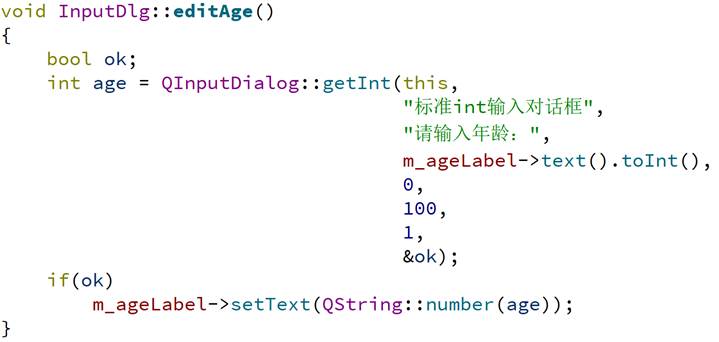 void InputDlg::editAge()
{
    bool ok;
    int age = QInputDialog::getInt(this,
                                   "标准int输入对话框",
                                   "请输入年龄：",
                                   m_ageLabel->text().toInt(),
                                   0,
                                   100,
                                   1,
                                   &ok);
    if(ok)
        m_ageLabel->setText(QString::number(age));
}